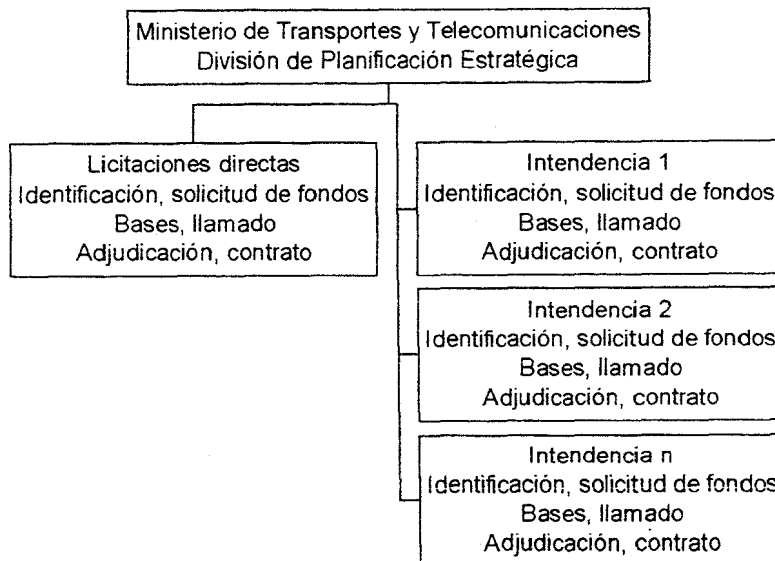 Ministerio de Transportes y Telecomunicaciones
División de Planificación Estratégica
Licitaciones directas
Identificación, solicitud de fondos
Bases, llamado
Adjudicación, contrato
Intendencia 1
Identificación, solicitud de fondos
Bases, llamado
Adjudicación, contrato
Intendencia 2
Identificación, solicitud de fondos
Bases, llamado
Adjudicación, contrato
Intendencia n
Identificación, solicitud de fondos
Bases, llamado
Adjudicación, contrato